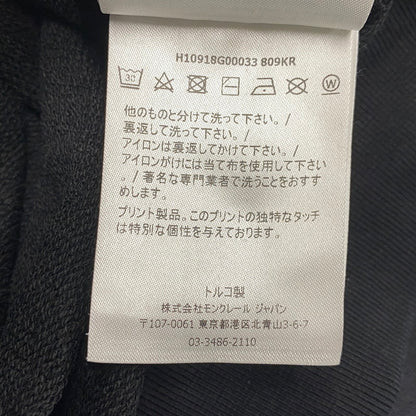 H10918G00033 809KR
30
W
他のものと分けて洗って下さい。/
裏返して洗って下さい。/
アイロンは裏返してかけて下さい。/
アイロンがけには当て布を使用して下さい
。/ 著名な専門業者で洗うことをおすす
めします。/
プリント製品。このプリントの独特なタッチ
は特別な個性を与えております。
トルコ製
株式会社モンクレール ジャパン
〒107-0061 東京都港区北青山3-6-7
03-3486-2110